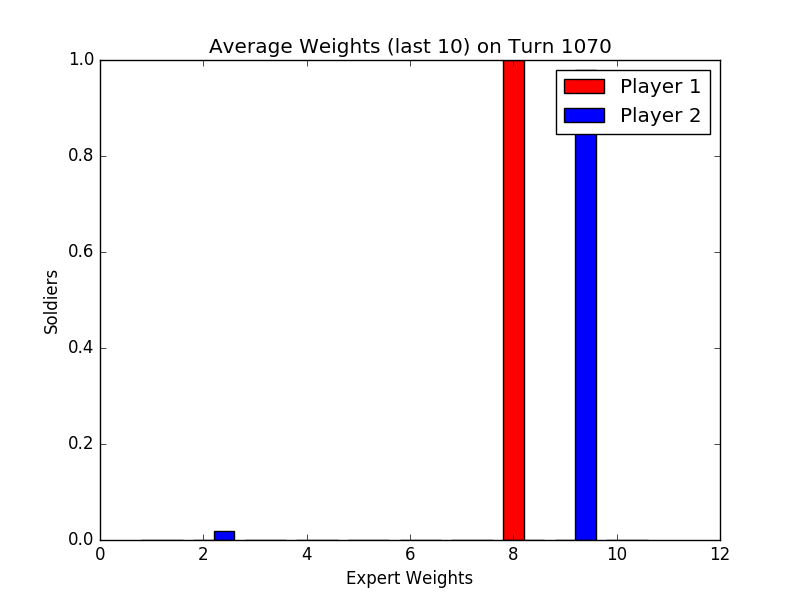 Average Weights (last 10) on Turn 1070
1.0
0.8
0.6
0.4
0.2
0.0
Soldiers
Player 1
Player 2
0 2 4 6 8 10 12
Expert Weights